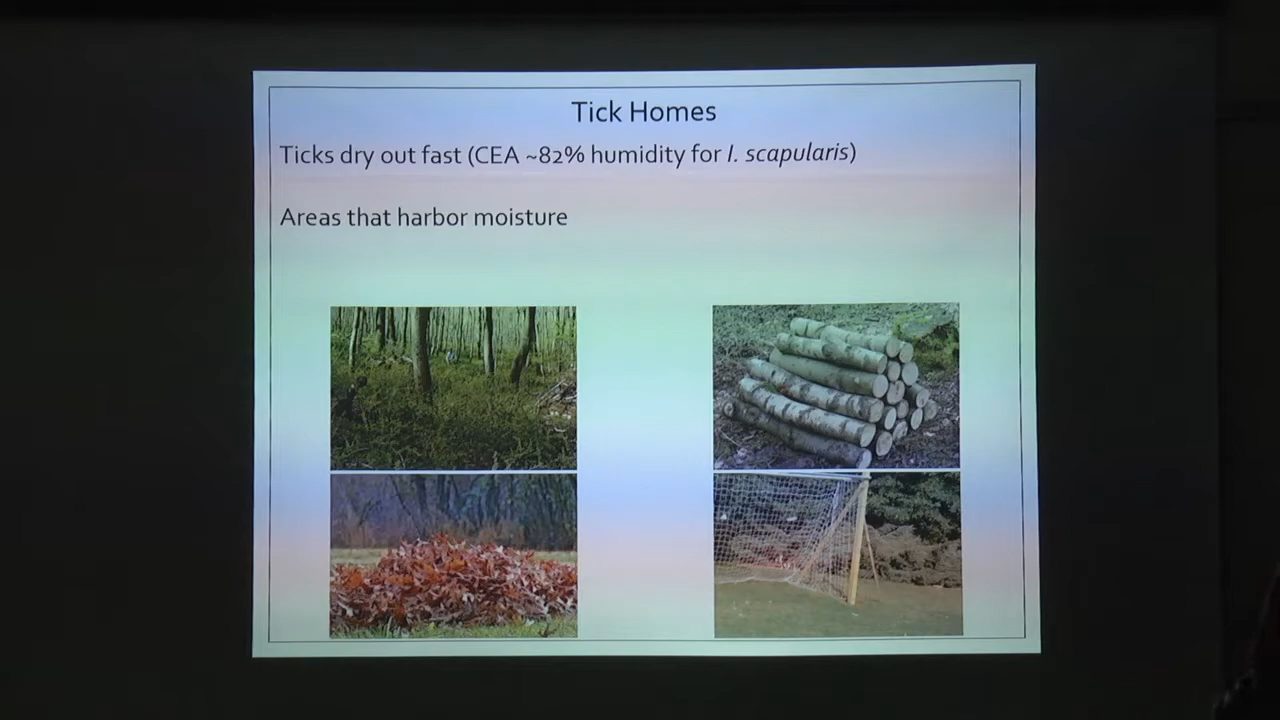 Tick Homes
Ticks dry out fast (CEA ~82% humidity for I. scapularis)
Areas that harbor moisture